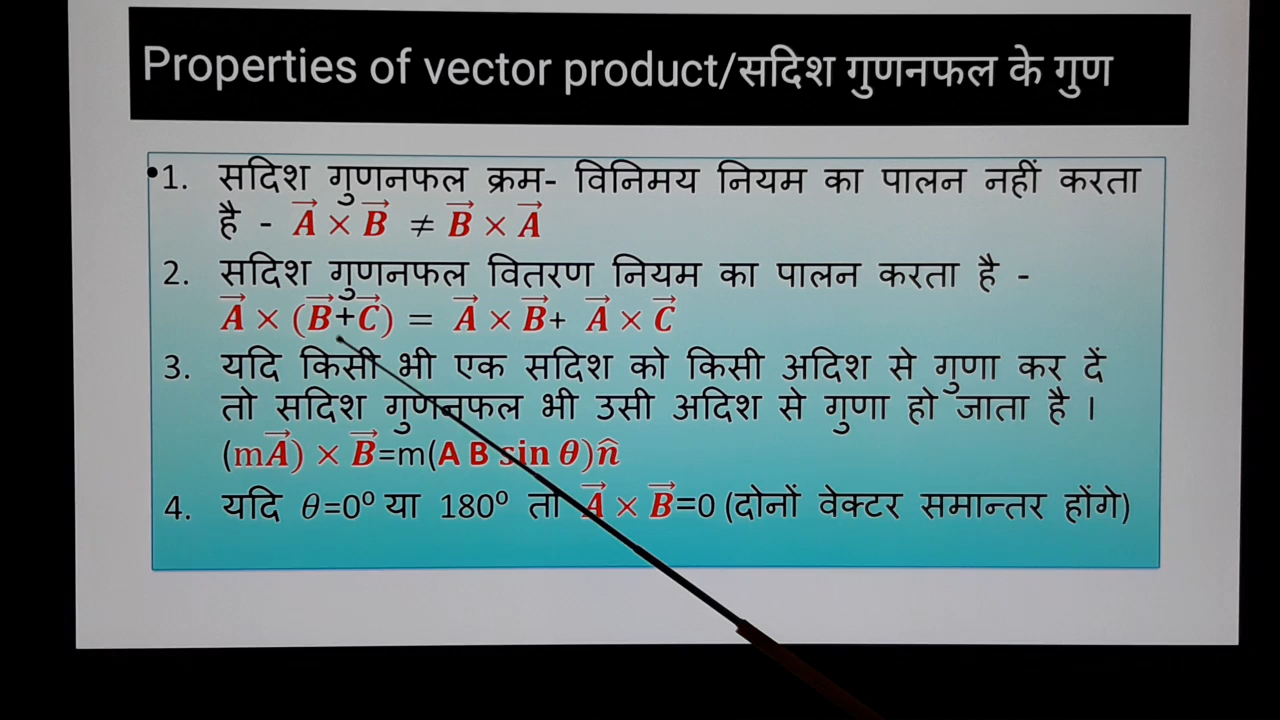 Properties of vector product/सदिश गुणनफल के गुण
•1. सदिश गुणनफल क्रम- विनिमय नियम का पालन नहीं करता
है - A⃗ × B⃗ ≠ B⃗ × A⃗
2. सदिश गुणनफल वितरण नियम का पालन करता है -
A⃗ × (B⃗+C⃗) = A⃗ × B⃗+ A⃗ × C⃗
3. यदि किसी भी एक सदिश को किसी अदिश से गुणा कर दें
तो सदिश गुणनफल भी उसी अदिश से गुणा हो जाता है ।
(mA⃗) × B⃗=m(A B sin θ)n̂
4. यदि θ=0⁰ या 180⁰ तो A⃗ × B⃗=0 (दोनों वेक्टर समान्तर होंगे)